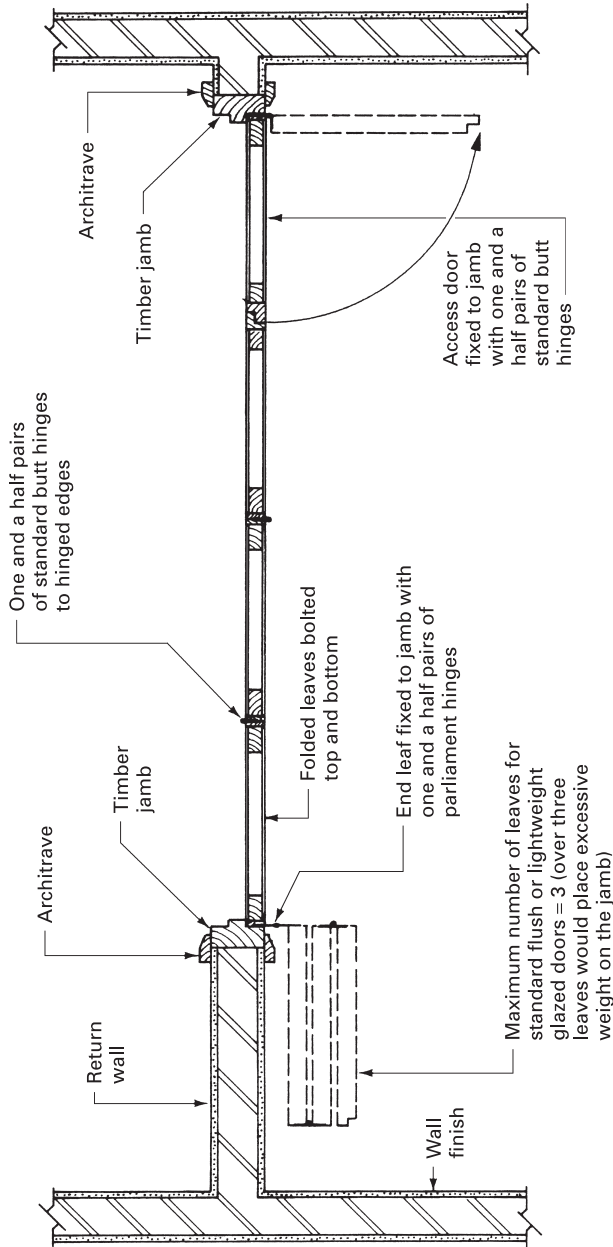 Architrave
Timber jamb
Access door
fixed to jamb
with one and a
half pairs of
standard butt
hinges
One and a half pairs
of standard butt hinges
to hinged edges
Folded leaves bolted
top and bottom
End leaf fixed to jamb with
one and a half pairs of
parliament hinges
Timber
jamb
Architrave
Maximum number of leaves for
standard flush or lightweight
glazed doors = 3 (over three
leaves would place excessive
weight on the jamb)
Return
wall
Wall
finish